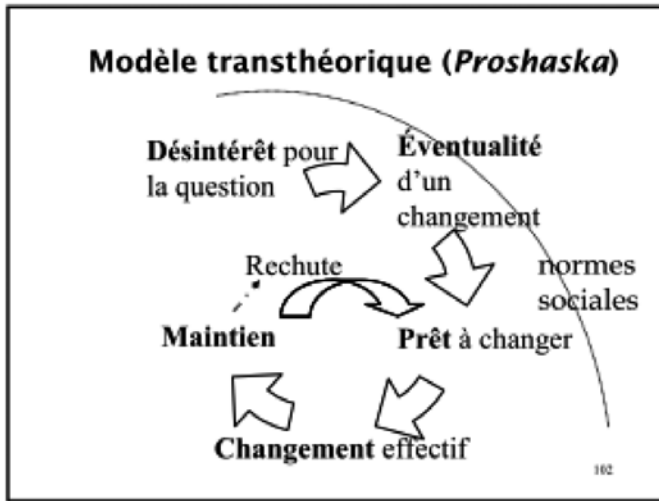 Modèle transthéorique (Proshaska)
Désintérêt pour
la question
Éventualité
d'un
changement
normes
sociales
Rechute
Maintien
Prêt à changer
Changement effectif
102